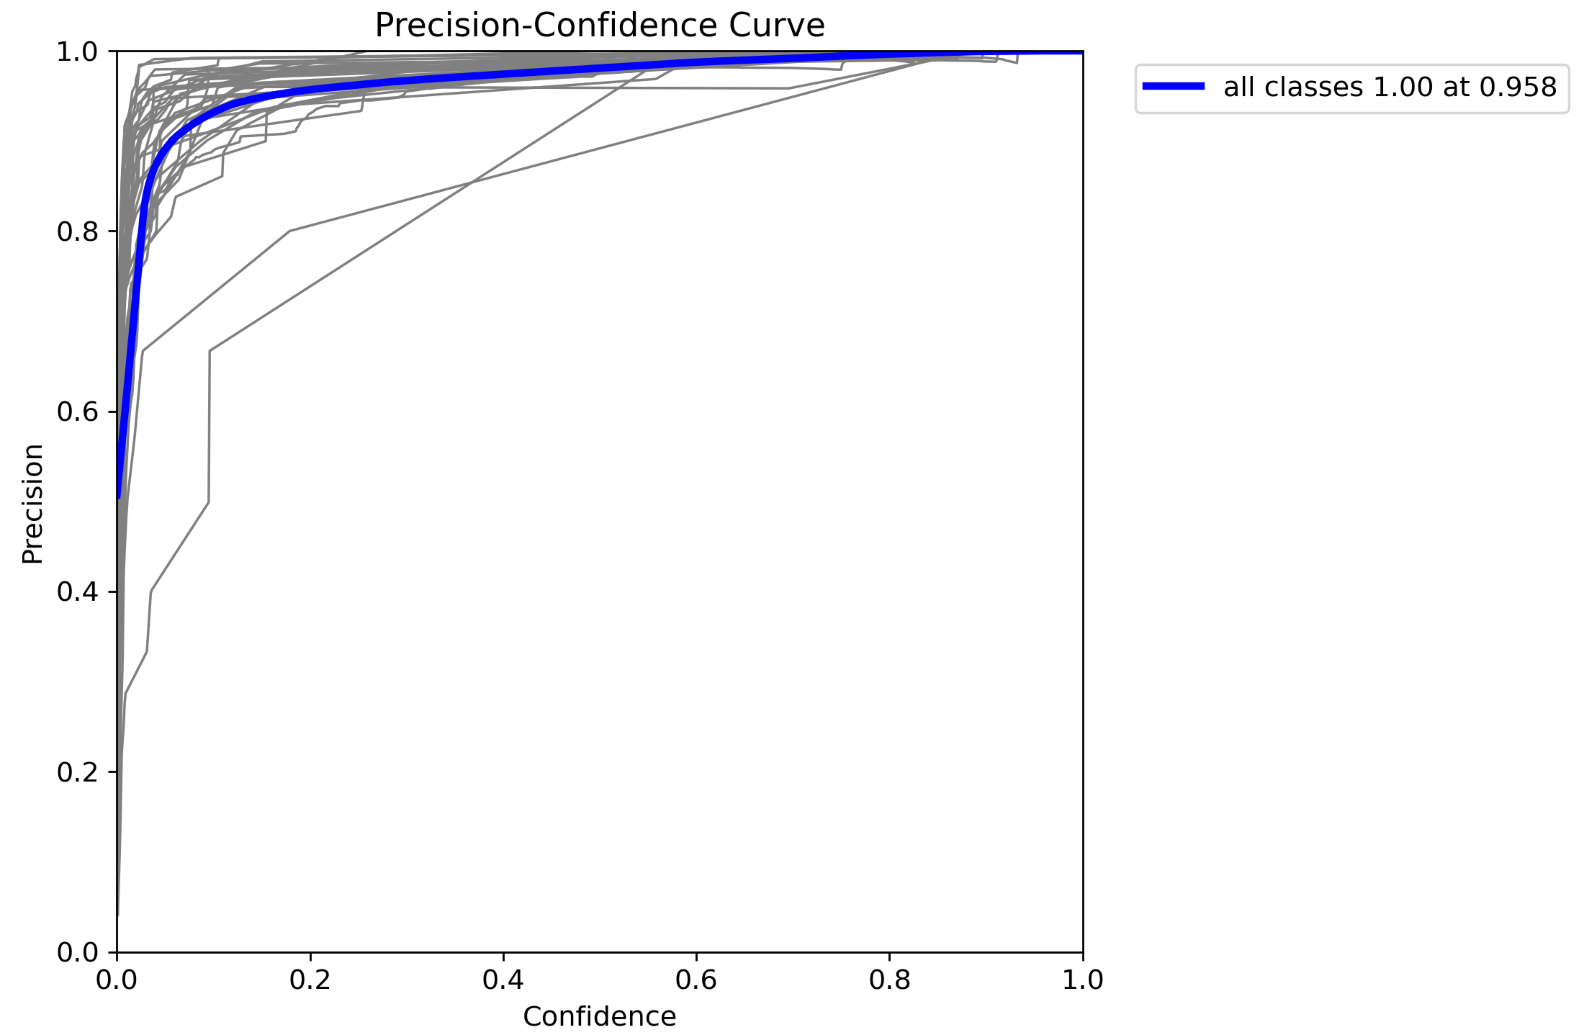 Precision-Confidence Curve
all classes 1.00 at 0.958
Precision
1.0
0.8
0.6
0.4
0.2
0.0
0.0 0.2 0.4 0.6 0.8 1.0
Confidence